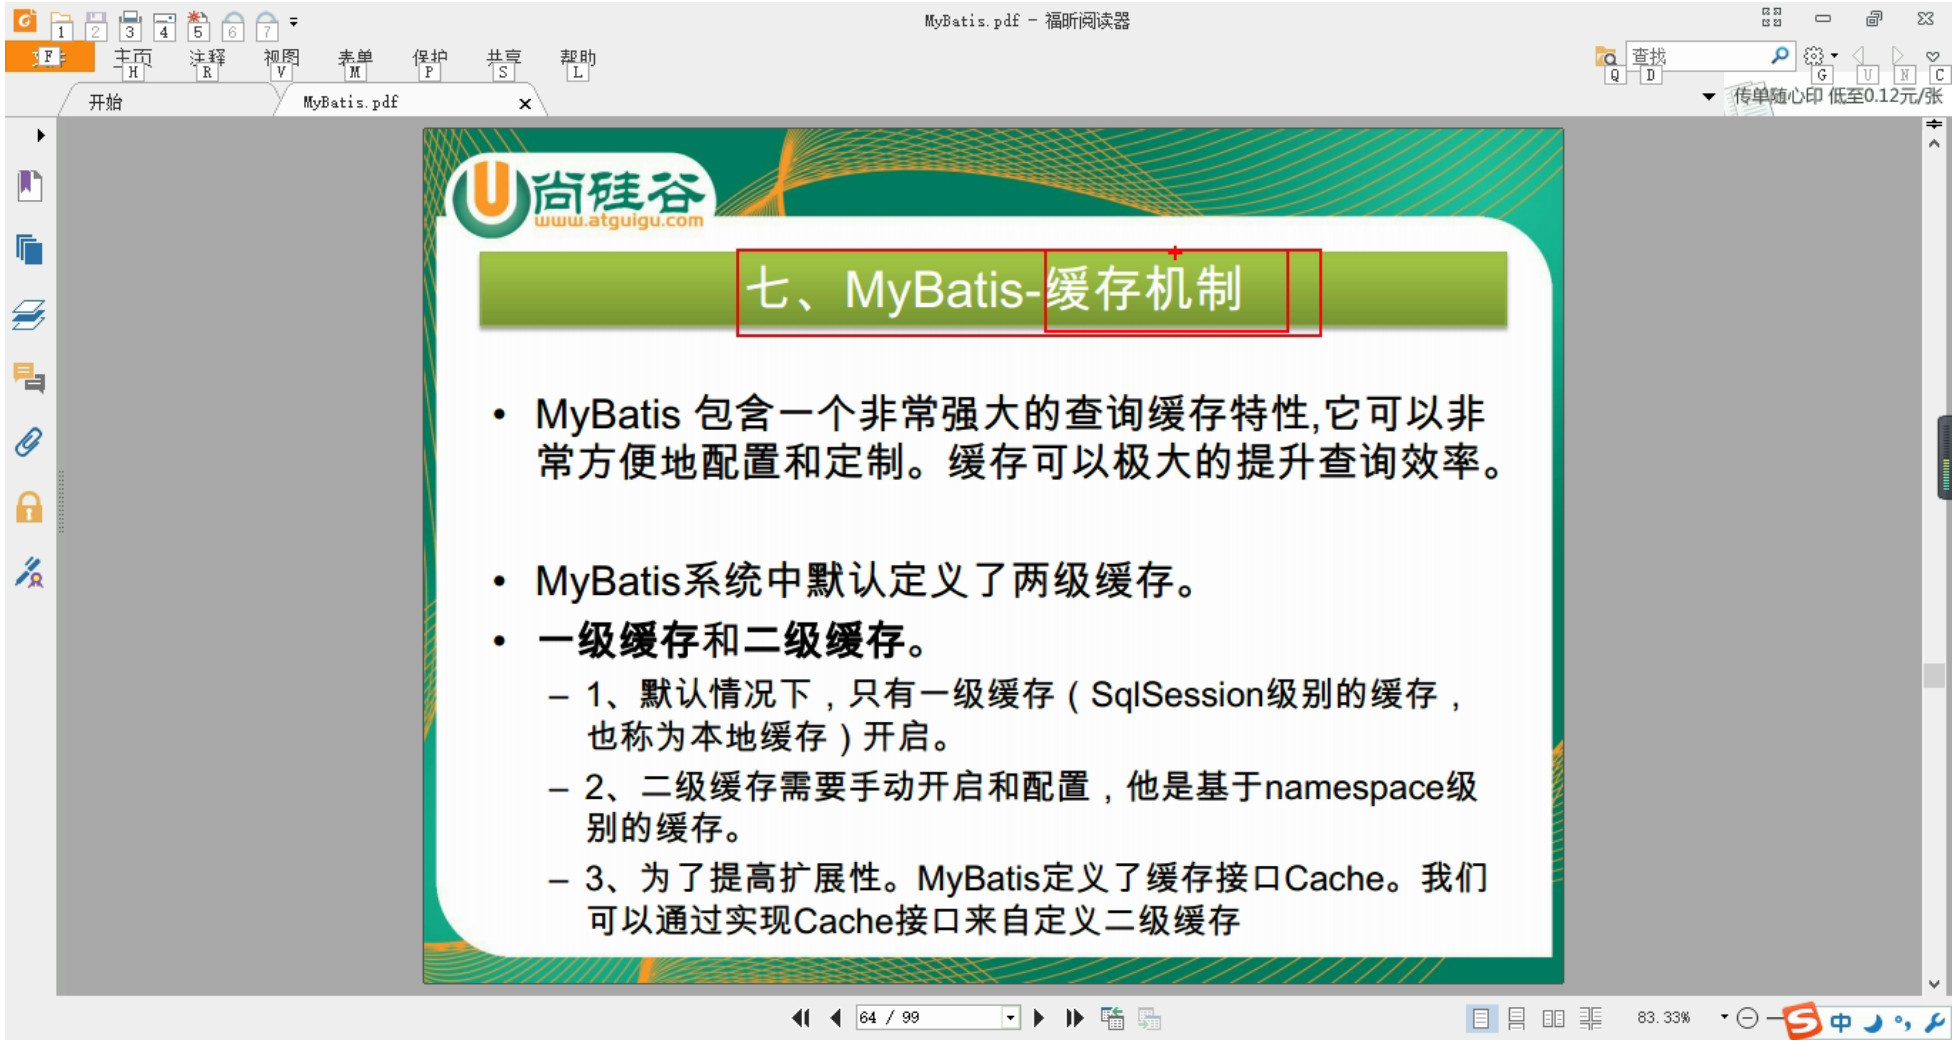 MyBatis.pdf - 福昕阅读器
1 2 3 4 5 6 7
文件 主页 注释 视图 表单 保护 共享 帮助
查找
F H R V M P S L Q D G U N C
开始 MyBatis.pdf
传单随心印 低至0.12元/张
尚硅谷
www.atguigu.com
七、MyBatis-缓存机制
• MyBatis 包含一个非常强大的查询缓存特性,它可以非
常方便地配置和定制。缓存可以极大的提升查询效率。
• MyBatis系统中默认定义了两级缓存。
• 一级缓存和二级缓存。
– 1、默认情况下，只有一级缓存（SqlSession级别的缓存，
也称为本地缓存）开启。
– 2、二级缓存需要手动开启和配置，他是基于namespace级
别的缓存。
– 3、为了提高扩展性。MyBatis定义了缓存接口Cache。我们
可以通过实现Cache接口来自定义二级缓存
64 / 99
83.33%
中